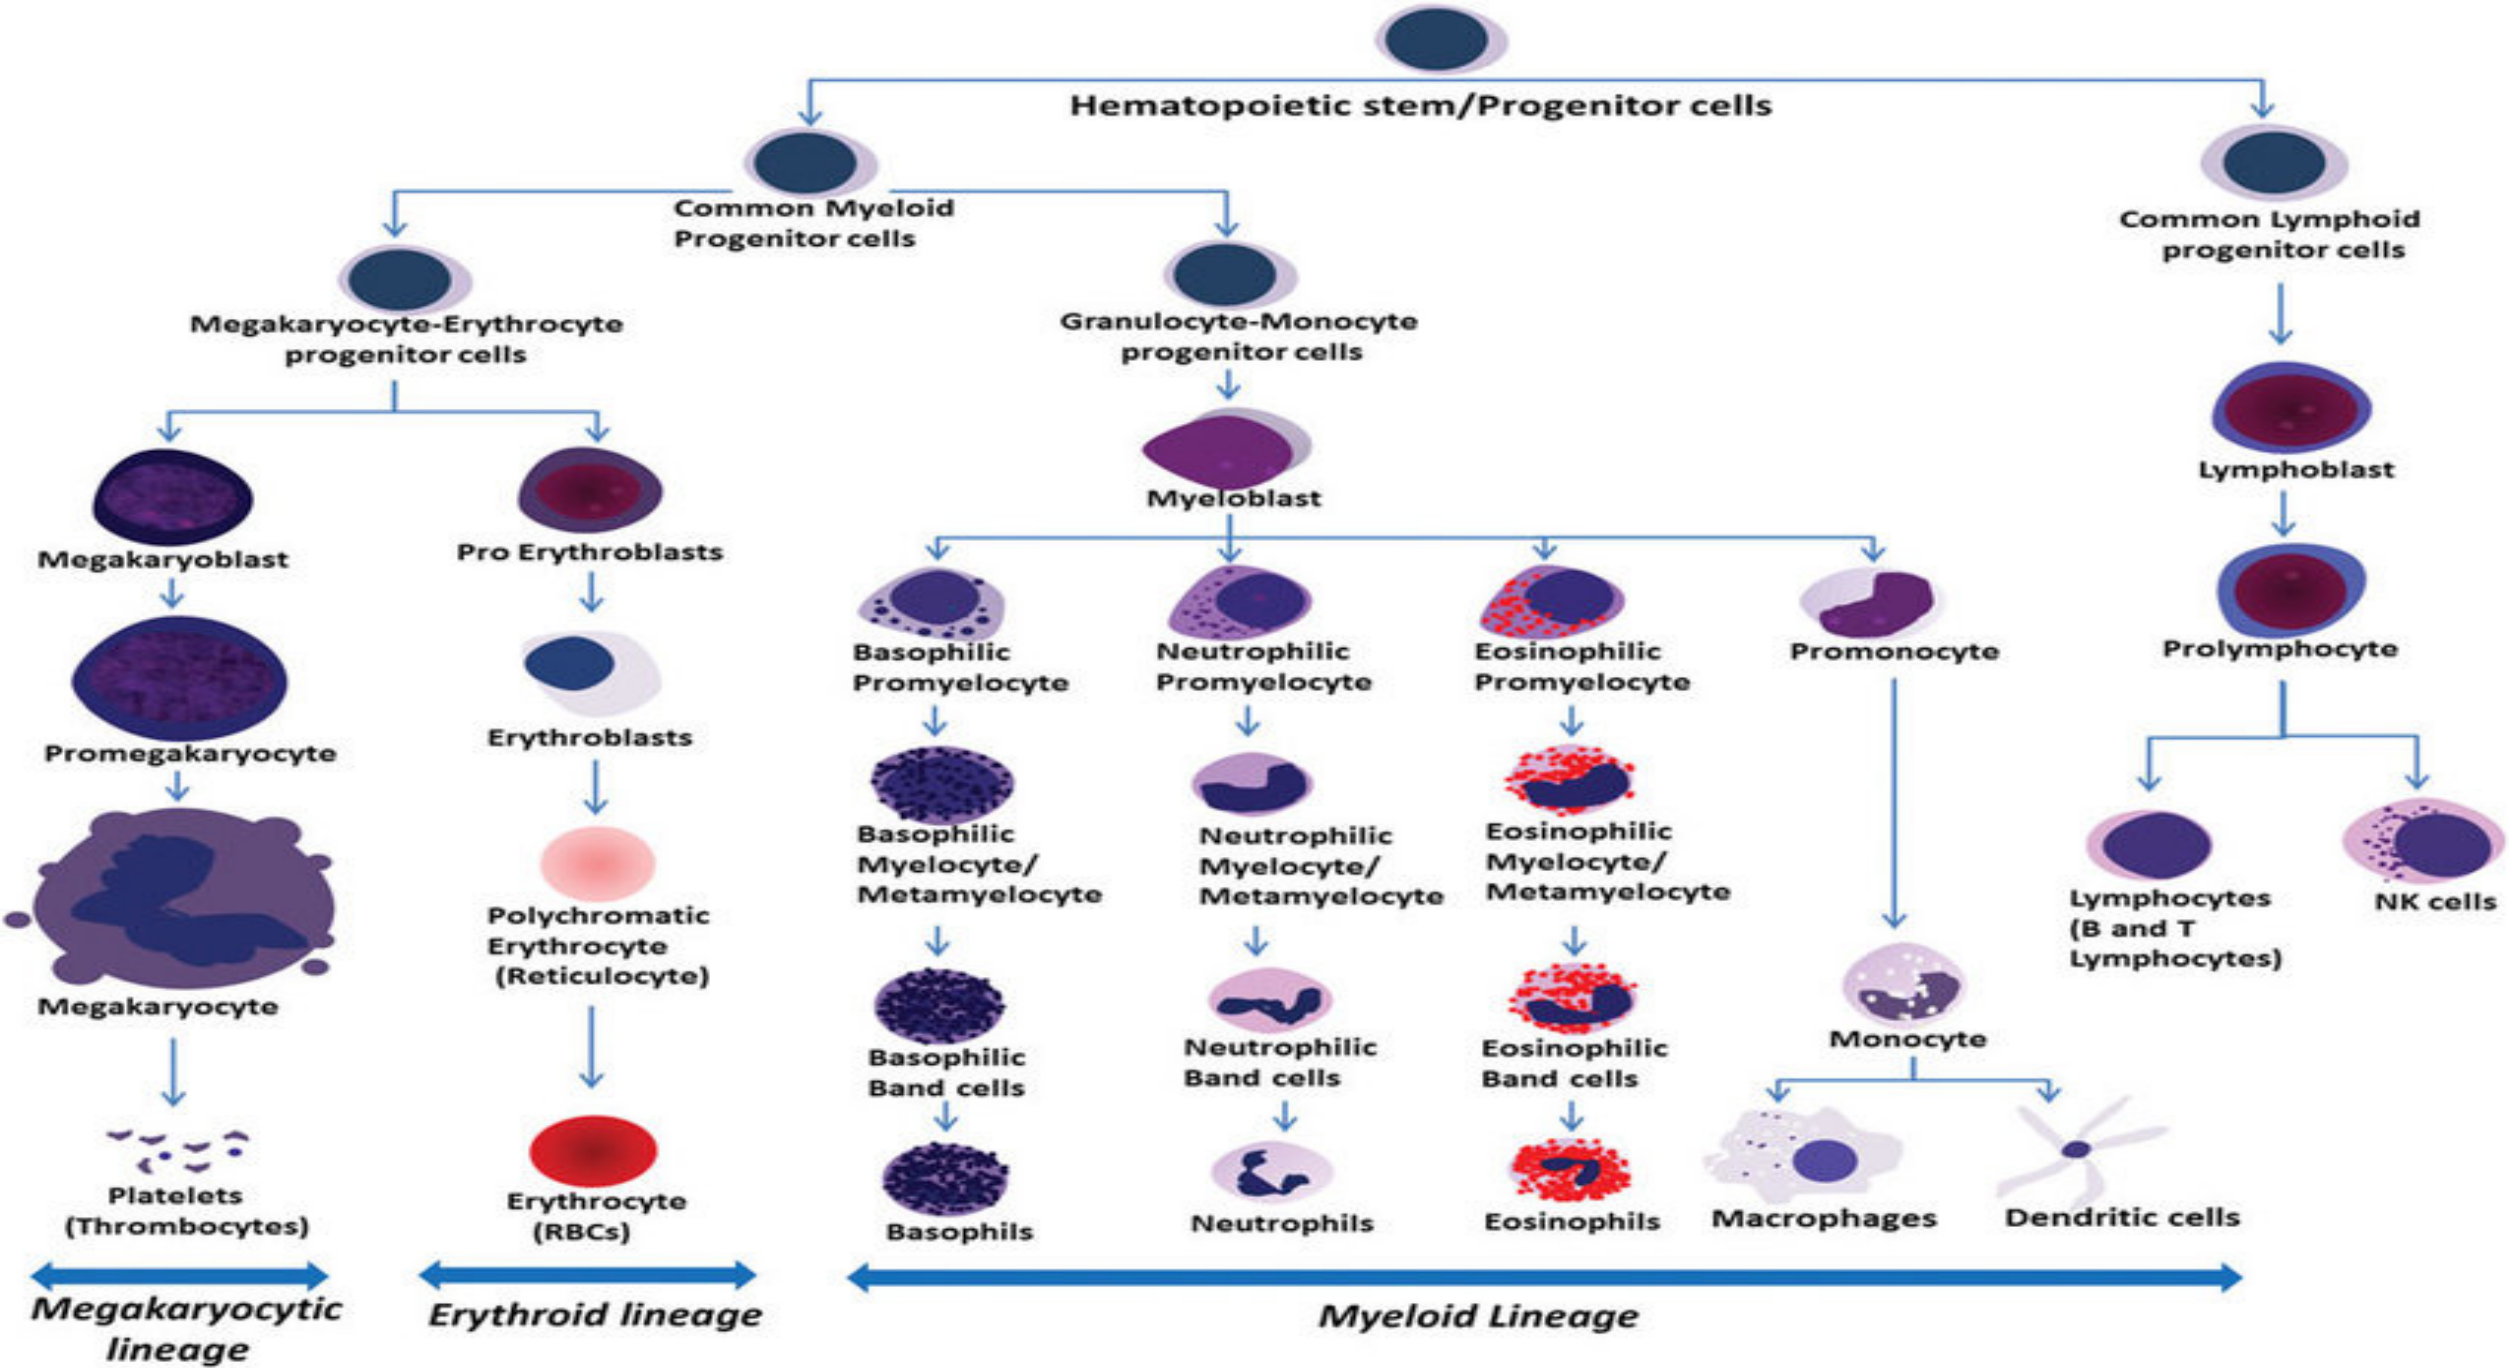 Hematopoietic stem/Progenitor cells
Common Myeloid
Progenitor cells
Common Lymphoid
progenitor cells
Megakaryocyte-Erythrocyte
progenitor cells
Granulocyte-Monocyte
progenitor cells
Megakaryoblast
Pro Erythroblasts
Myeloblast
Lymphoblast
Promegakaryocyte
Erythroblasts
Basophilic
Promyelocyte
Neutrophilic
Promyelocyte
Eosinophilic
Promyelocyte
Promonocyte
Prolymphocyte
Megakaryocyte
Polychromatic
Erythrocyte
(Reticulocyte)
Basophilic
Myelocyte/
Metamyelocyte
Neutrophilic
Myelocyte/
Metamyelocyte
Eosinophilic
Myelocyte/
Metamyelocyte
Lymphocytes
(B and T
Lymphocytes)
NK cells
Basophilic
Band cells
Neutrophilic
Band cells
Eosinophilic
Band cells
Monocyte
Platelets
(Thrombocytes)
Erythrocyte
(RBCs)
Basophils
Neutrophils
Eosinophils
Macrophages
Dendritic cells
Megakaryocytic
lineage
Erythroid lineage
Myeloid Lineage